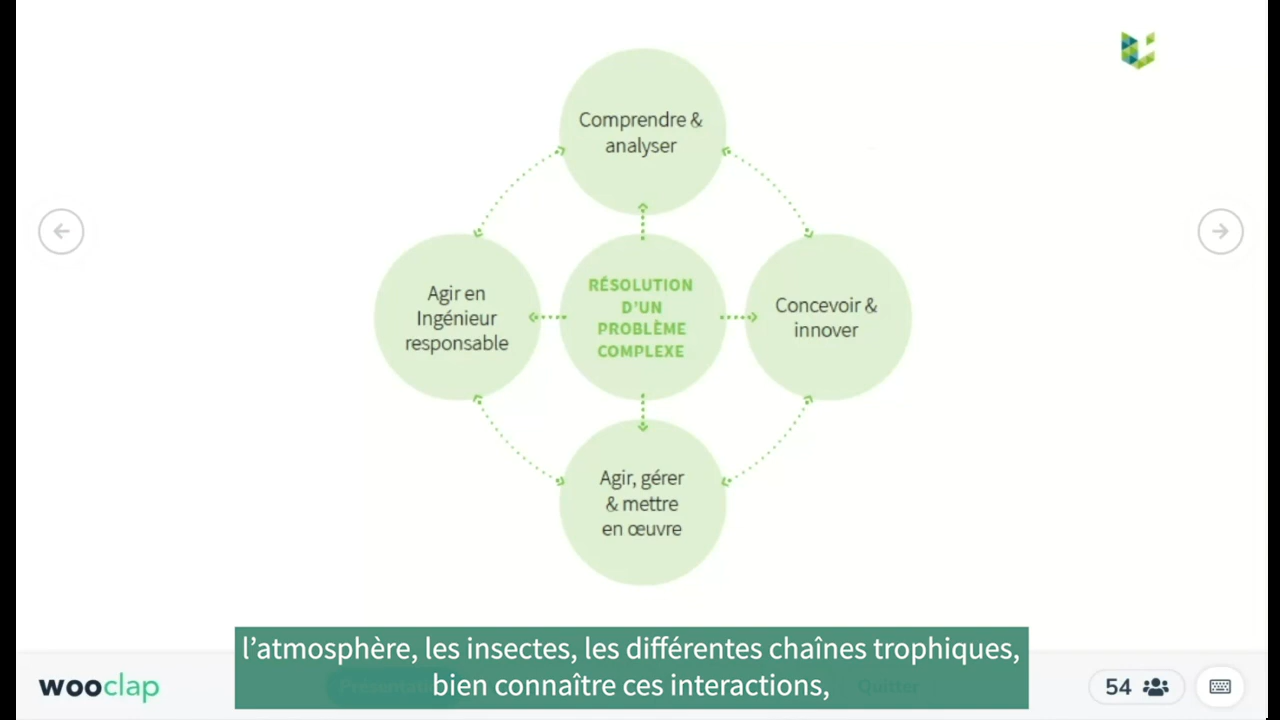 Comprendre &
analyser
Agir en
Ingénieur
responsable
RÉSOLUTION
D'UN
PROBLÈME
COMPLEXE
Concevoir &
innover
Agir, gérer
& mettre
en œuvre
l'atmosphère, les insectes, les différentes chaînes trophiques,
bien connaître ces interactions,
wooclap
Quitter
54